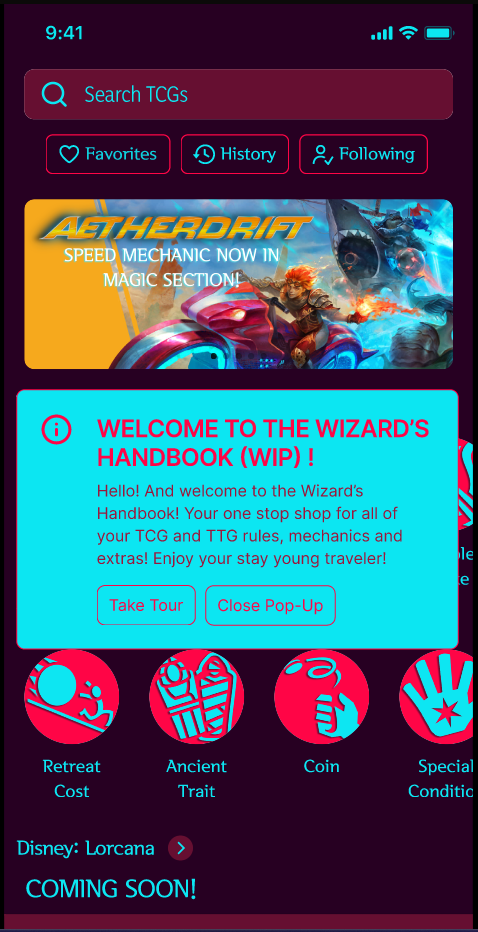 9:41
Search TCGs
Favorites
History
Following
AETHERDRIFT
SPEED MECHANIC NOW IN
MAGIC SECTION!
WELCOME TO THE WIZARD'S
HANDBOOK (WIP) !
Hello! And welcome to the Wizard's
Handbook! Your one stop shop for all of
your TCG and TTG rules, mechanics and
extras! Enjoy your stay young traveler!
Take Tour
Close Pop-Up
Retreat
Cost
Ancient
Trait
Coin
Special
Conditio
Disney: Lorcana
COMING SOON!